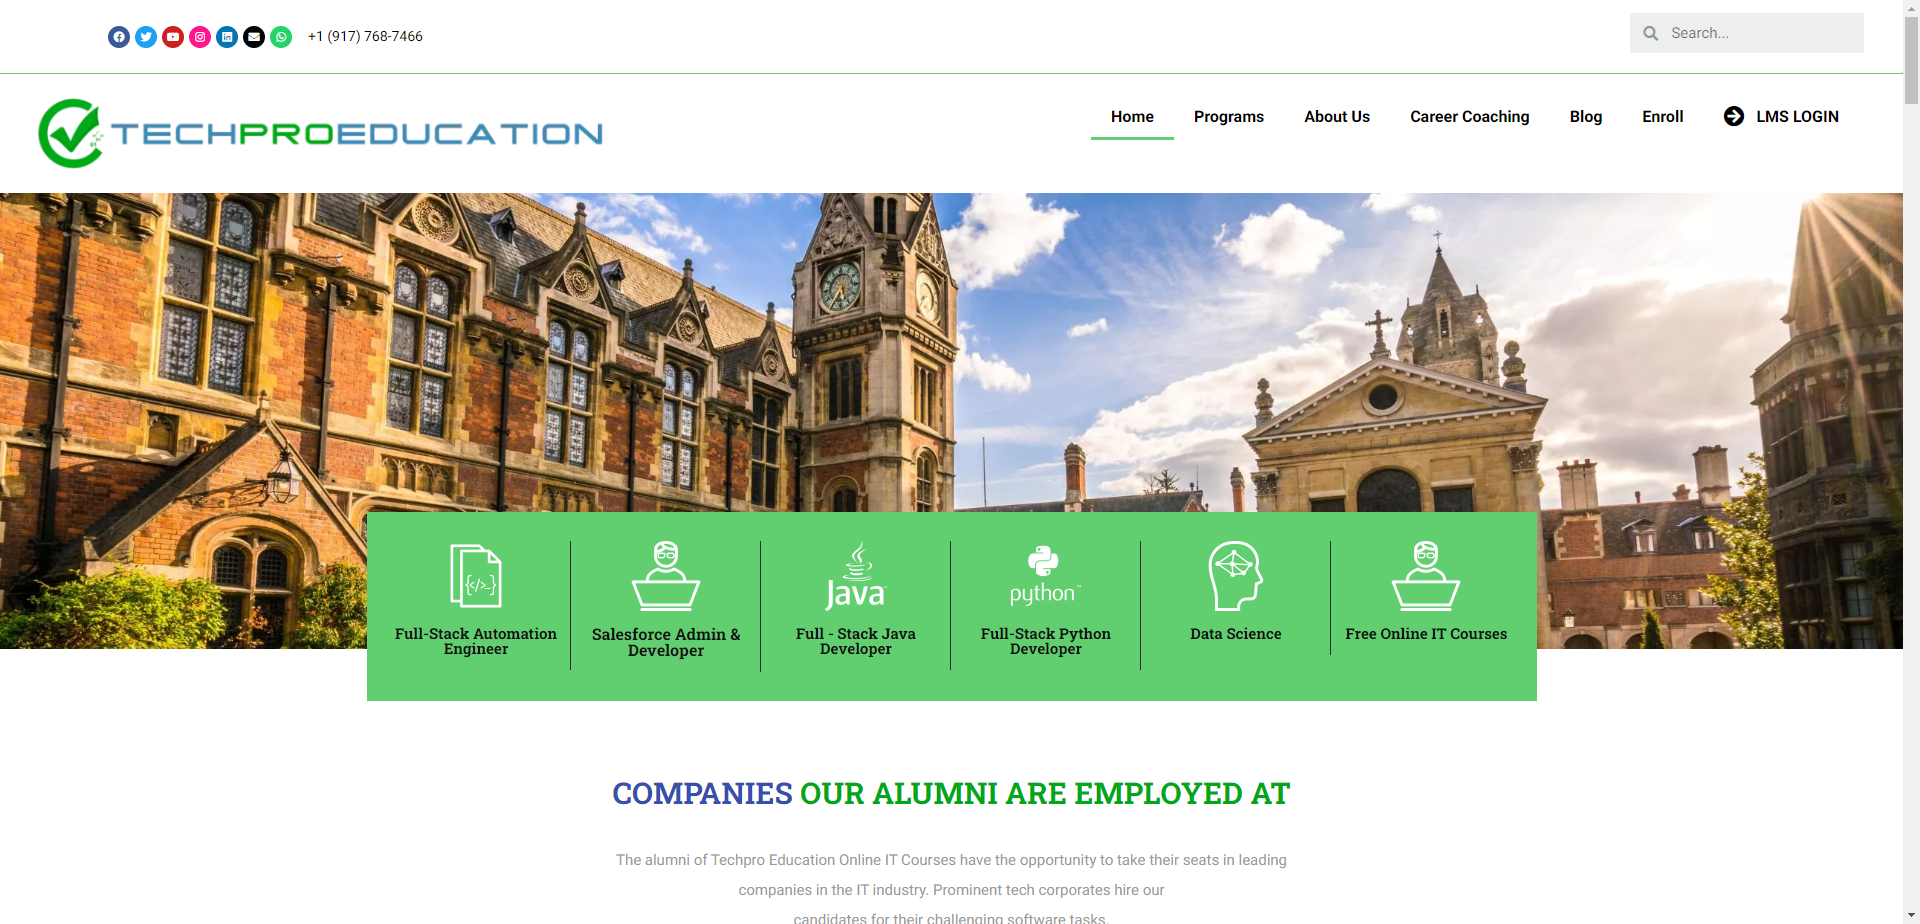 +1 (917) 768-7466
Search...
TECHPROEDUCATION
Home Programs About Us Career Coaching Blog Enroll LMS LOGIN
{</>_}
Full-Stack Automation
Engineer
Salesforce Admin &
Developer
Java
Full - Stack Java
Developer
python
Full-Stack Python
Developer
Data Science
Free Online IT Courses
COMPANIES OUR ALUMNI ARE EMPLOYED AT
The alumni of Techpro Education Online IT Courses have the opportunity to take their seats in leading
companies in the IT industry. Prominent tech corporates hire our
candidates for their challenging software tasks.